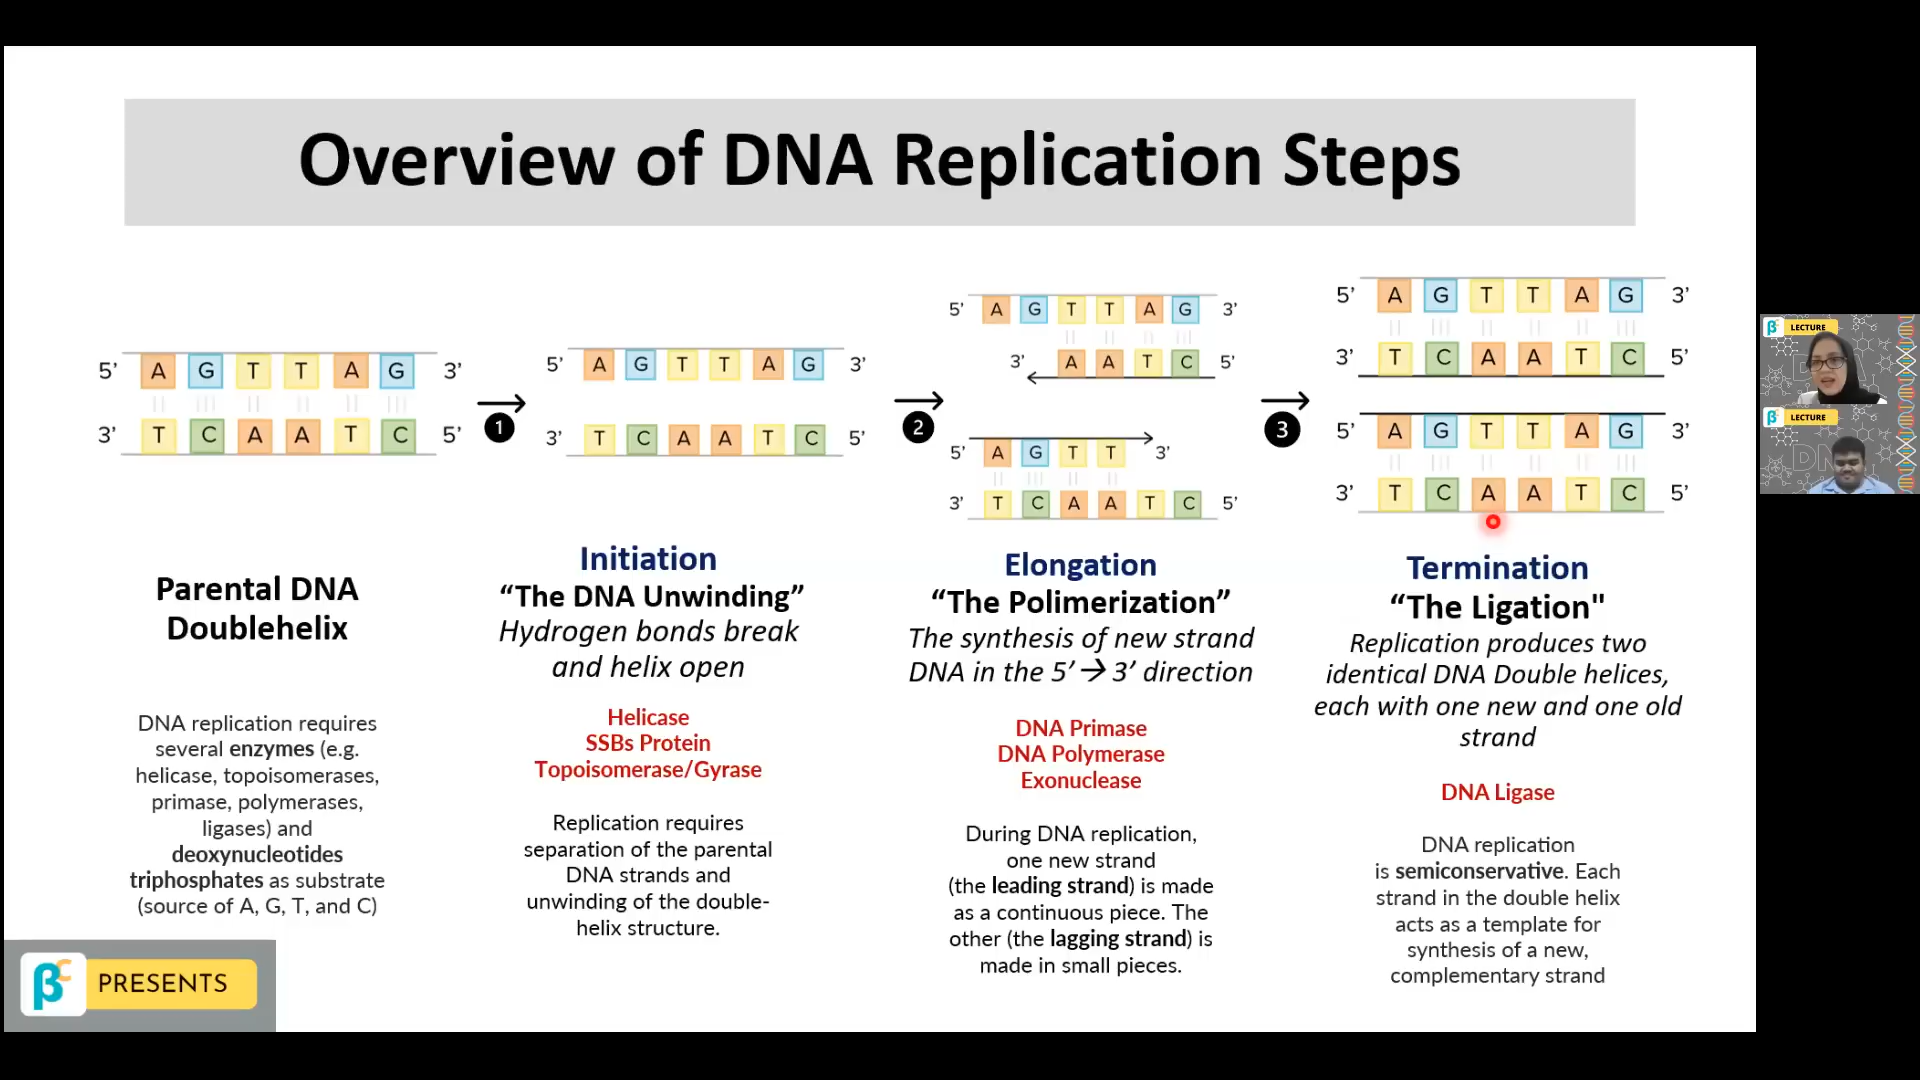 Overview of DNA Replication Steps
5’ A G T T A G 3’
3’ T C A A T C 5’
Parental DNA
Doublehelix
DNA replication requires
several enzymes (e.g.
helicase, topoisomerases,
primase, polymerases,
ligases) and
deoxynucleotides
triphosphates as substrate
(source of A, G, T, and C)
1
5’ A G T T A G 3’
3’ T C A A T C 5’
Initiation
“The DNA Unwinding”
Hydrogen bonds break
and helix open
Helicase
SSBs Protein
Topoisomerase/Gyrase
Replication requires
separation of the parental
DNA strands and
unwinding of the double-
helix structure.
2
5’ A G T T A G 3’
3’ A A T C 5’
5’ A G T T 3’
3’ T C A A T C 5’
Elongation
“The Polimerization”
The synthesis of new strand
DNA in the 5’→3’ direction
DNA Primase
DNA Polymerase
Exonuclease
During DNA replication,
one new strand
(the leading strand) is made
as a continuous piece. The
other (the lagging strand) is
made in small pieces.
3
5’ A G T T A G 3’
3’ T C A A T C 5’
5’ A G T T A G 3’
3’ T C A A T C 5’
Termination
“The Ligation"
Replication produces two
identical DNA Double helices,
each with one new and one old
strand
DNA Ligase
DNA replication
is semiconservative. Each
strand in the double helix
acts as a template for
synthesis of a new,
complementary strand
βC PRESENTS
LECTURE
LECTURE